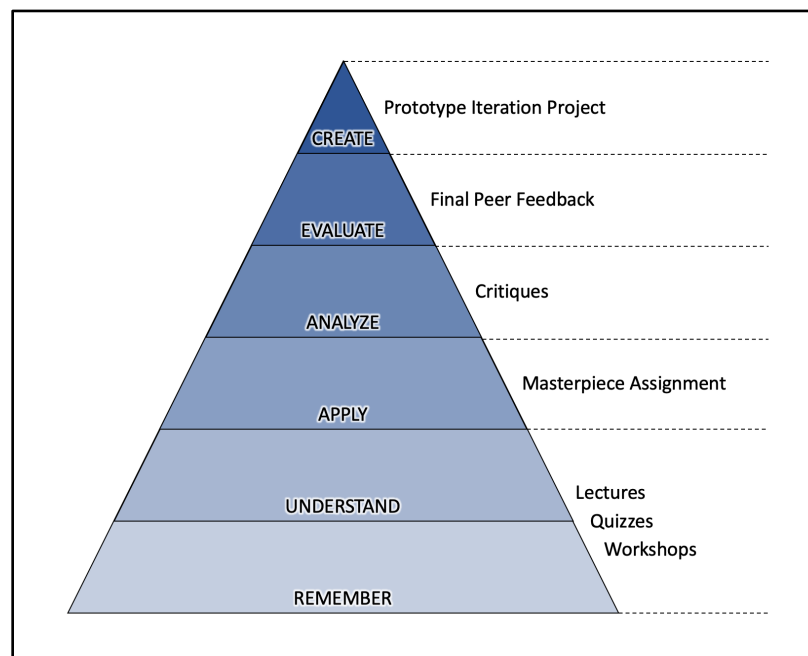 Prototype Iteration Project
CREATE
Final Peer Feedback
EVALUATE
Critiques
ANALYZE
Masterpiece Assignment
APPLY
Lectures
UNDERSTAND
Quizzes
Workshops
REMEMBER